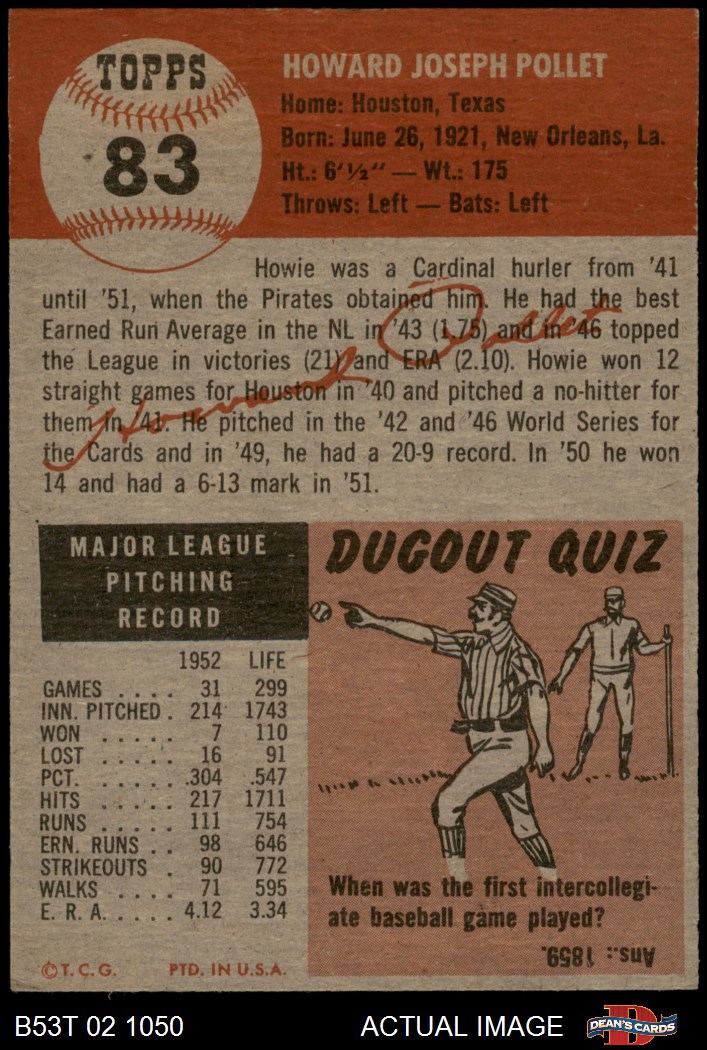 TOPPS
83
HOWARD JOSEPH POLLET
Home: Houston, Texas
Born: June 26, 1921, New Orleans, La.
Ht.: 6'½" — Wt.: 175
Throws: Left — Bats: Left
Howie was a Cardinal hurler from '41
until '51, when the Pirates obtained him. He had the best
Earned Run Average in the NL in '43 (1.75) and in '46 topped
the League in victories (21) and ERA (2.10). Howie won 12
straight games for Houston in '40 and pitched a no-hitter for
them in '41. He pitched in the '42 and '46 World Series for
the Cards and in '49, he had a 20-9 record. In '50 he won
14 and had a 6-13 mark in '51.
Howard Pollet
MAJOR LEAGUE
PITCHING
RECORD
1952 LIFE
GAMES . . . . 31 299
INN. PITCHED . 214 1743
WON . . . . . 7 110
LOST . . . . . 16 91
PCT. . . . . . .304 .547
HITS . . . . . 217 1711
RUNS . . . . . 111 754
ERN. RUNS . . 98 646
STRIKEOUTS . 90 772
WALKS . . . . 71 595
E. R. A. . . . . 4.12 3.34
©T. C. G. PTD. IN U.S.A.
DUGOUT QUIZ
When was the first intercollegi-
ate baseball game played?
Ans.: 1859.
B53T 02 1050 ACTUAL IMAGE
D
DEAN'S CARDS